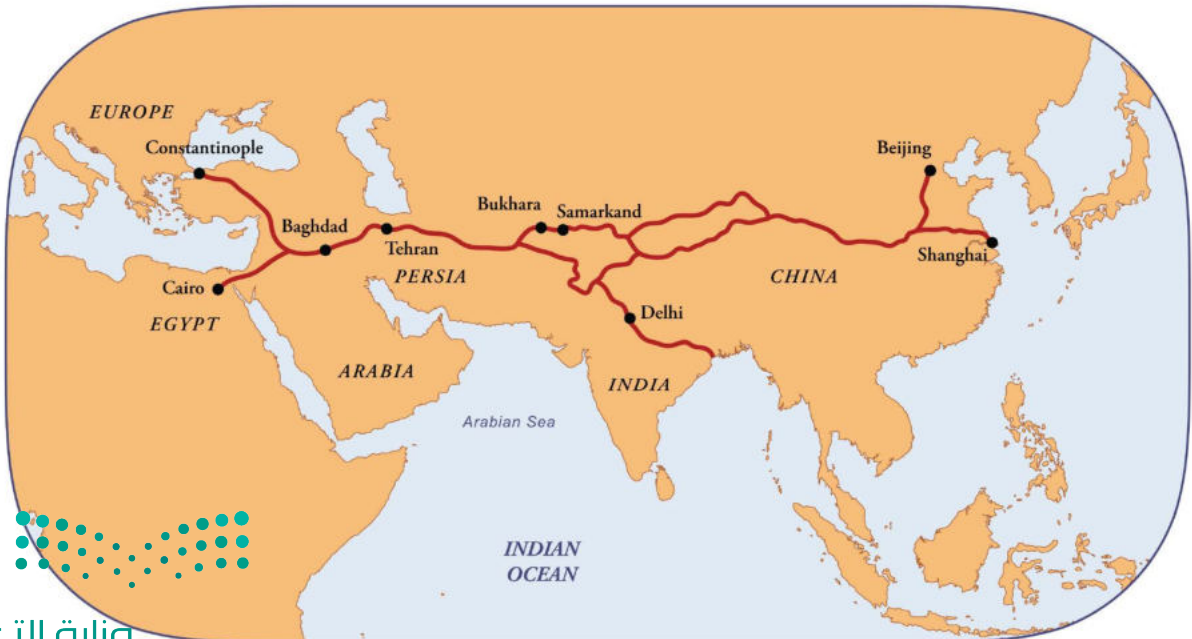 EUROPE
Constantinople
Beijing
Bukhara
Samarkand
Baghdad
Tehran
Shanghai
PERSIA
CHINA
Cairo
EGYPT
Delhi
ARABIA
INDIA
Arabian Sea
INDIAN
OCEAN
وزارة